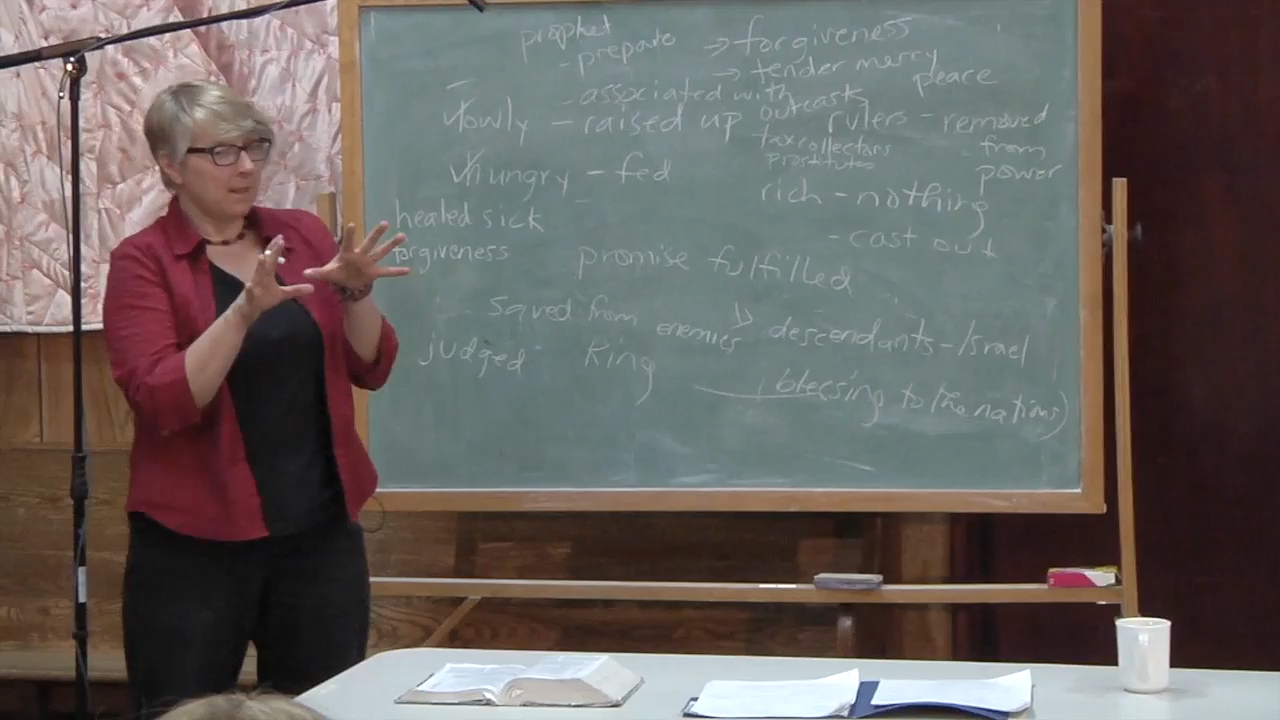 prophet
- prepare → forgiveness
→ tender mercy
peace
- associated with outcasts
lowly - raised up
tax collectors
prostitutes
rulers - removed
from
power
hungry - fed
rich - nothing
- cast out
healed sick
forgiveness
promise fulfilled
saved from enemies
descendants - Israel
judged
King
(blessing to the nations)